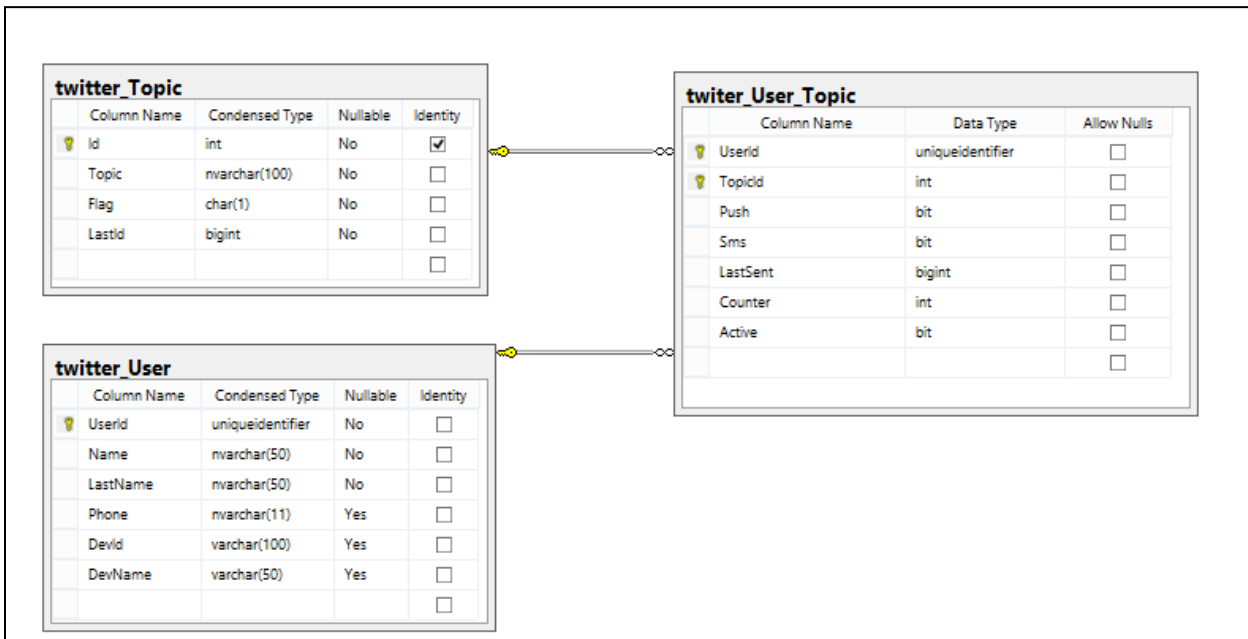 twitter_Topic
Column Name Condensed Type Nullable Identity
Id int No
Topic nvarchar(100) No
Flag char(1) No
LastId bigint No
twiter_User_Topic
Column Name Data Type Allow Nulls
UserId uniqueidentifier
TopicId int
Push bit
Sms bit
LastSent bigint
Counter int
Active bit
twitter_User
Column Name Condensed Type Nullable Identity
UserId uniqueidentifier No
Name nvarchar(50) No
LastName nvarchar(50) No
Phone nvarchar(11) Yes
DevId varchar(100) Yes
DevName varchar(50) Yes